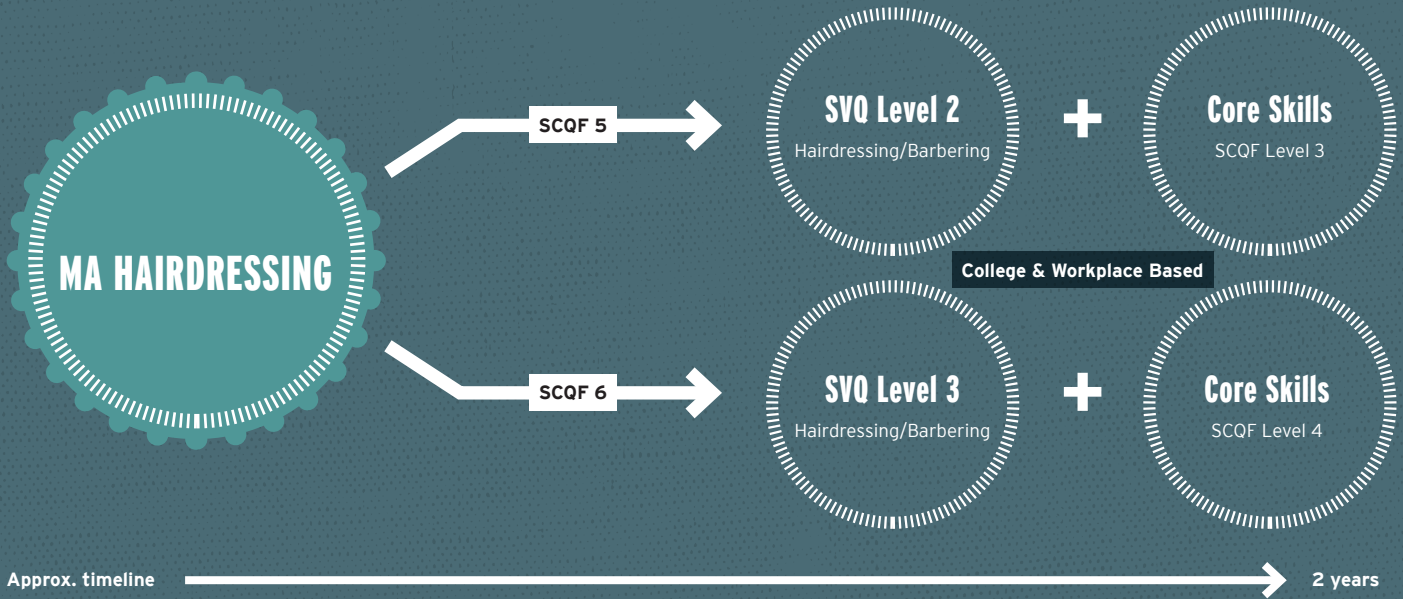 MA HAIRDRESSING
SCQF 5
SVQ Level 2
Hairdressing/Barbering
+
Core Skills
SCQF Level 3
College & Workplace Based
SCQF 6
SVQ Level 3
Hairdressing/Barbering
+
Core Skills
SCQF Level 4
Approx. timeline
2 years